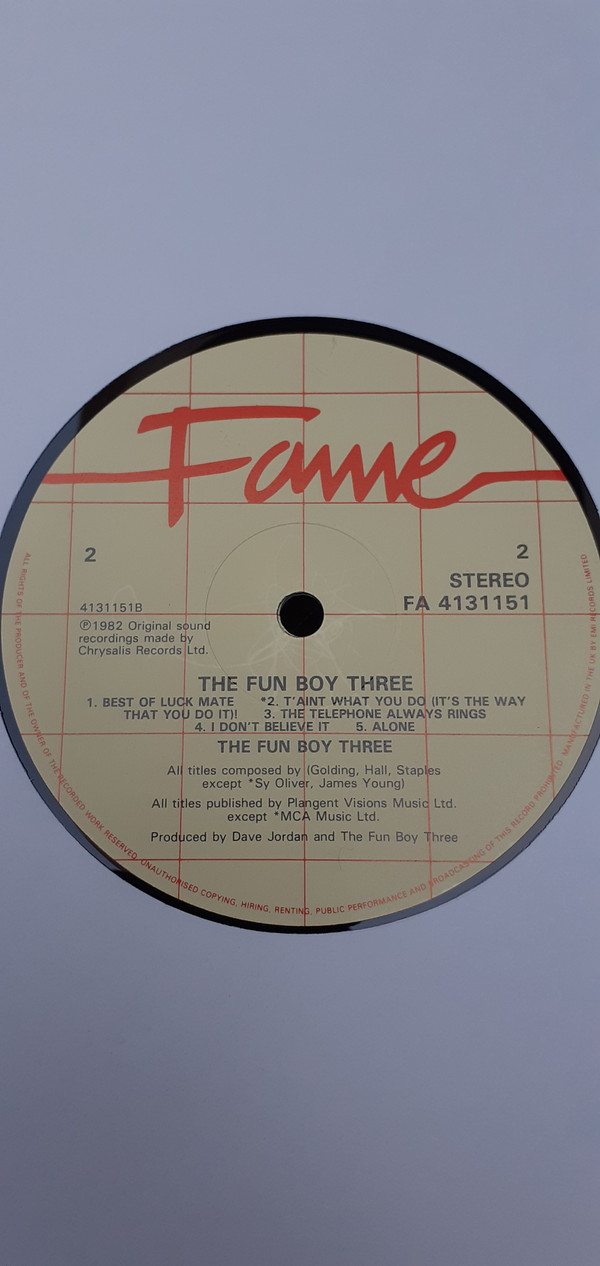 Fame
2
2
STEREO
4131151B
FA 4131151
℗1982 Original sound
recordings made by
Chrysalis Records Ltd.
THE FUN BOY THREE
1. BEST OF LUCK MATE *2. T'AINT WHAT YOU DO (IT'S THE WAY
THAT YOU DO IT)! 3. THE TELEPHONE ALWAYS RINGS
4. I DON'T BELIEVE IT 5. ALONE
THE FUN BOY THREE
All titles composed by (Golding, Hall, Staples
except *Sy Oliver, James Young)
All titles published by Plangent Visions Music Ltd.
except *MCA Music Ltd.
Produced by Dave Jordan and The Fun Boy Three
ALL RIGHTS OF THE PRODUCER AND OF THE OWNER OF THE RECORDED WORK RESERVED. UNAUTHORISED COPYING, HIRING, RENTING, PUBLIC PERFORMANCE AND BROADCASTING OF THIS RECORD PROHIBITED. MANUFACTURED IN THE UK BY EMI RECORDS LIMITED